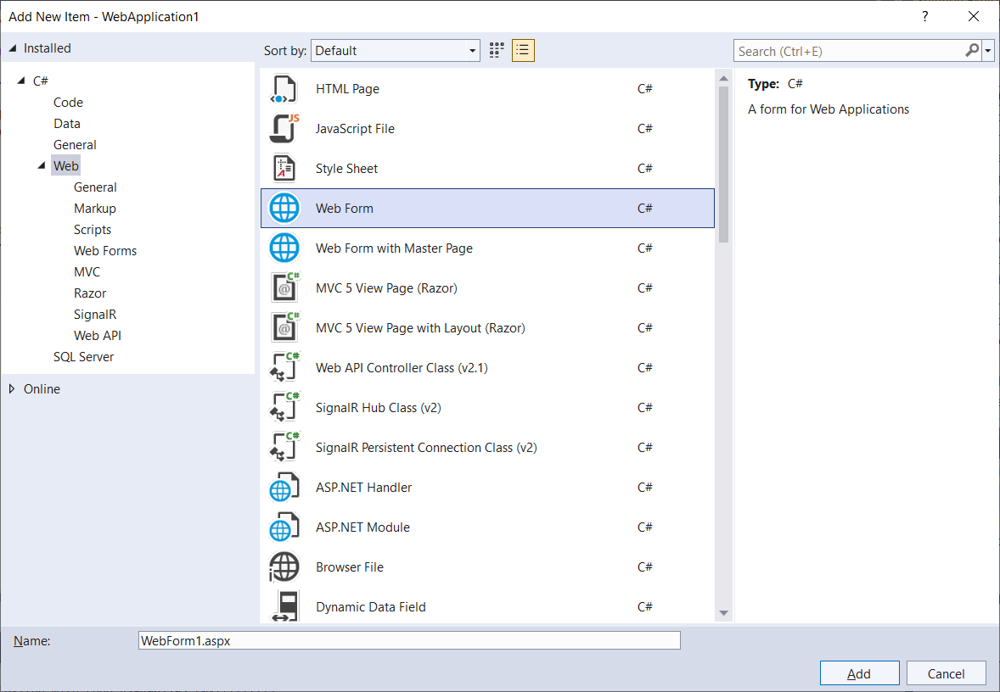 Add New Item - WebApplication1
?
Installed
Sort by: Default
Search (Ctrl+E)
C#
Code
Data
General
Web
General
Markup
Scripts
Web Forms
MVC
Razor
SignalR
Web API
SQL Server
Online
HTML Page C#
JavaScript File C#
Style Sheet C#
Web Form C#
Web Form with Master Page C#
MVC 5 View Page (Razor) C#
MVC 5 View Page with Layout (Razor) C#
Web API Controller Class (v2.1) C#
SignalR Hub Class (v2) C#
SignalR Persistent Connection Class (v2) C#
ASP.NET Handler C#
ASP.NET Module C#
Browser File C#
Dynamic Data Field C#
Type: C#
A form for Web Applications
Name: WebForm1.aspx
Add Cancel